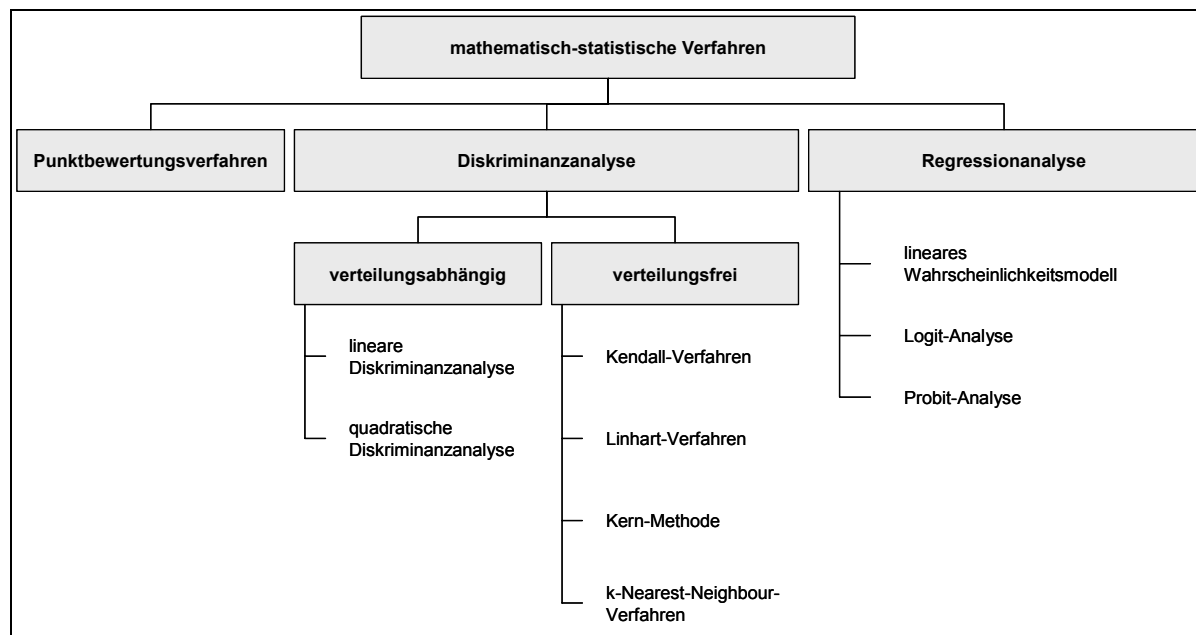 mathematisch-statistische Verfahren
Punktbewertungsverfahren
Diskriminanzanalyse
Regressionanalyse
verteilungsabhängig
verteilungsfrei
lineare
Diskriminanzanalyse
quadratische
Diskriminanzanalyse
Kendall-Verfahren
Linhart-Verfahren
Kern-Methode
k-Nearest-Neighbour-
Verfahren
lineares
Wahrscheinlichkeitsmodell
Logit-Analyse
Probit-Analyse